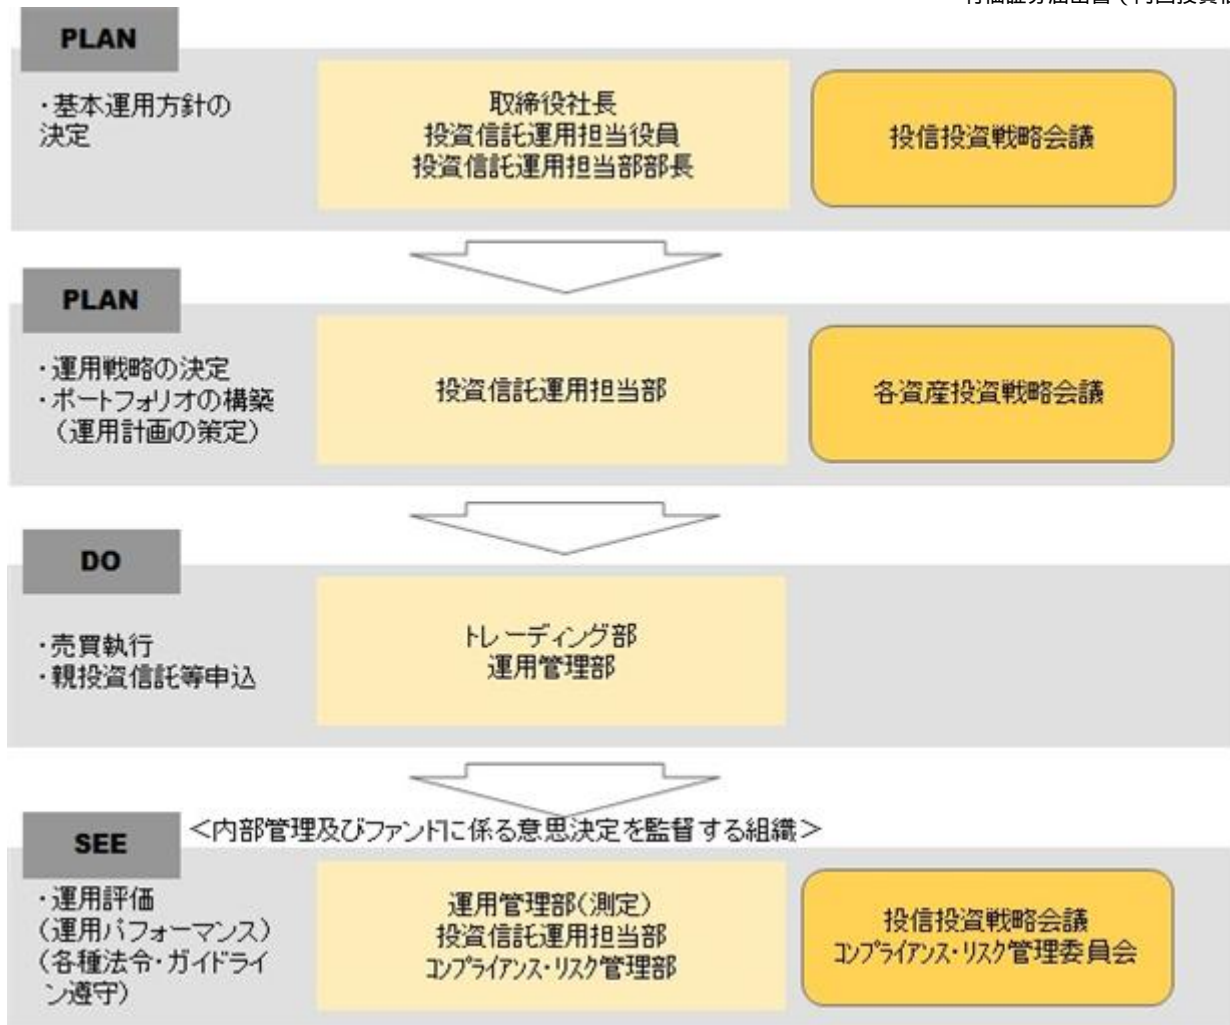 PLAN
・基本運用方針の
決定
取締役社長
投資信託運用担当役員
投資信託運用担当部部長
投信投資戦略会議
PLAN
・運用戦略の決定
・ポートフォリオの構築
（運用計画の策定）
投資信託運用担当部
各資産投資戦略会議
DO
・売買執行
・親投資信託等申込
トレーディング部
運用管理部
SEE
＜内部管理及びファンドに係る意思決定を監督する組織＞
・運用評価
（運用パフォーマンス）
（各種法令・ガイドライ
ン遵守）
運用管理部（測定）
投資信託運用担当部
コンプライアンス・リスク管理部
投信投資戦略会議
コンプライアンス・リスク管理委員会